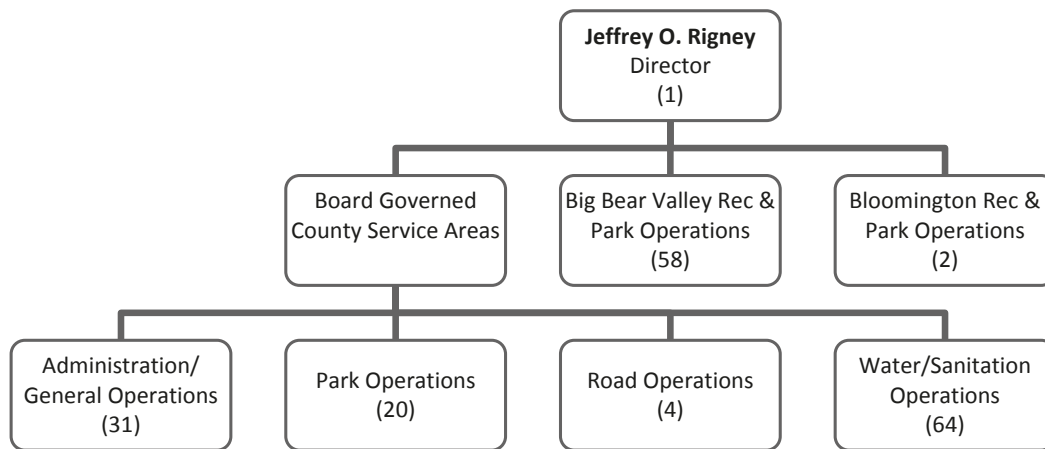 Jeffrey O. Rigney
Director
(1)
Board Governed
County Service Areas
Big Bear Valley Rec &
Park Operations
(58)
Bloomington Rec &
Park Operations
(2)
Administration/
General Operations
(31)
Park Operations
(20)
Road Operations
(4)
Water/Sanitation
Operations
(64)